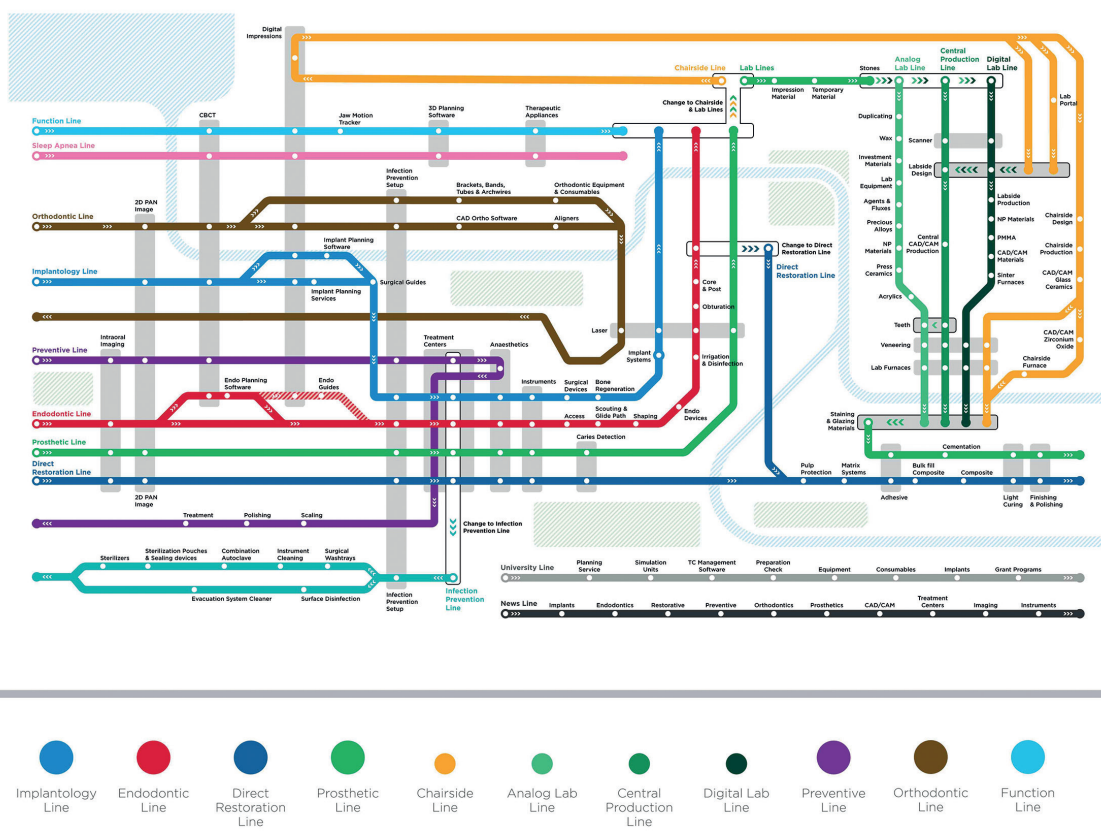 Digital
Impressions
Chairside Line
Lab Lines
Stones
Analog
Lab Line
Central
Production
Line
Digital
Lab Line
Impression
Material
Temporary
Material
Change to Chairside
& Lab Lines
Lab
Portal
Function Line
CBCT
Jaw Motion
Tracker
3D Planning
Software
Therapeutic
Appliances
Sleep Apnea Line
Duplicating
Wax
Investment
Materials
Lab
Equipment
Agents &
Fluxes
Precious
Alloys
NP
Materials
Press
Ceramics
Acrylics
Scanner
Labside
Design
Central
CAD/CAM
Production
Labside
Production
NP Materials
PMMA
CAD/CAM
Materials
Sinter
Furnaces
Chairside
Design
Chairside
Production
CAD/CAM
Glass
Ceramics
CAD/CAM
Zirconium
Oxide
Chairside
Furnace
Teeth
Veneering
Lab Furnaces
Staining
& Glazing
Materials
2D PAN
Image
Infection
Prevention
Setup
Brackets, Bands,
Tubes & Archwires
Orthodontic Equipment
& Consumables
Orthodontic Line
CAD Ortho Software
Aligners
Implant Planning
Software
Implantology Line
Implant Planning
Services
Surgical Guides
Change to Direct
Restoration Line
Direct
Restoration Line
Core
& Post
Obturation
Laser
Irrigation
& Disinfection
Implant
Systems
Preventive Line
Intraoral
Imaging
Treatment
Centers
Anaesthetics
Endo Planning
Software
Endo
Guides
Instruments
Surgical
Devices
Bone
Regeneration
Endodontic Line
Access
Scouting &
Glide Path
Shaping
Endo
Devices
Prosthetic Line
Caries Detection
Cementation
Direct
Restoration Line
Pulp
Protection
Matrix
Systems
Adhesive
Bulk fill
Composite
Composite
Light
Curing
Finishing
& Polishing
2D PAN
Image
Treatment
Polishing
Scaling
Change to Infection
Prevention Line
Sterilizers
Sterilization Pouches
& Sealing devices
Combination
Autoclave
Instrument
Cleaning
Surgical
Washtrays
Evacuation System Cleaner
Surface Disinfection
Infection
Prevention
Setup
Infection
Prevention
Line
University Line
Planning
Service
Simulation
Units
TC Management
Software
Preparation
Check
Equipment
Consumables
Implants
Grant Programs
News Line
Implants
Endodontics
Restorative
Preventive
Orthodontics
Prosthetics
CAD/CAM
Treatment
Centers
Imaging
Instruments
Implantology
Line
Endodontic
Line
Direct
Restoration
Line
Prosthetic
Line
Chairside
Line
Analog Lab
Line
Central
Production
Line
Digital Lab
Line
Preventive
Line
Orthodontic
Line
Function
Line